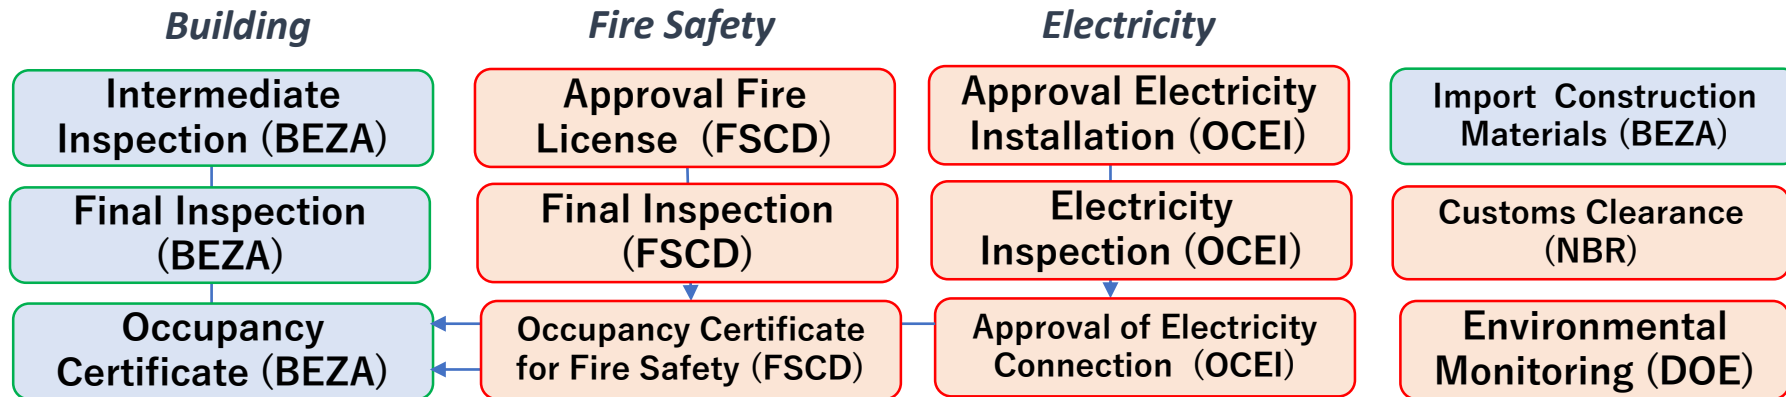 Building
Fire Safety
Electricity
Intermediate
Inspection (BEZA)
Approval Fire
License (FSCD)
Approval Electricity
Installation (OCEI)
Import Construction
Materials (BEZA)
Final Inspection
(BEZA)
Final Inspection
(FSCD)
Electricity
Inspection (OCEI)
Customs Clearance
(NBR)
Occupancy
Certificate (BEZA)
Occupancy Certificate
for Fire Safety (FSCD)
Approval of Electricity
Connection (OCEI)
Environmental
Monitoring (DOE)